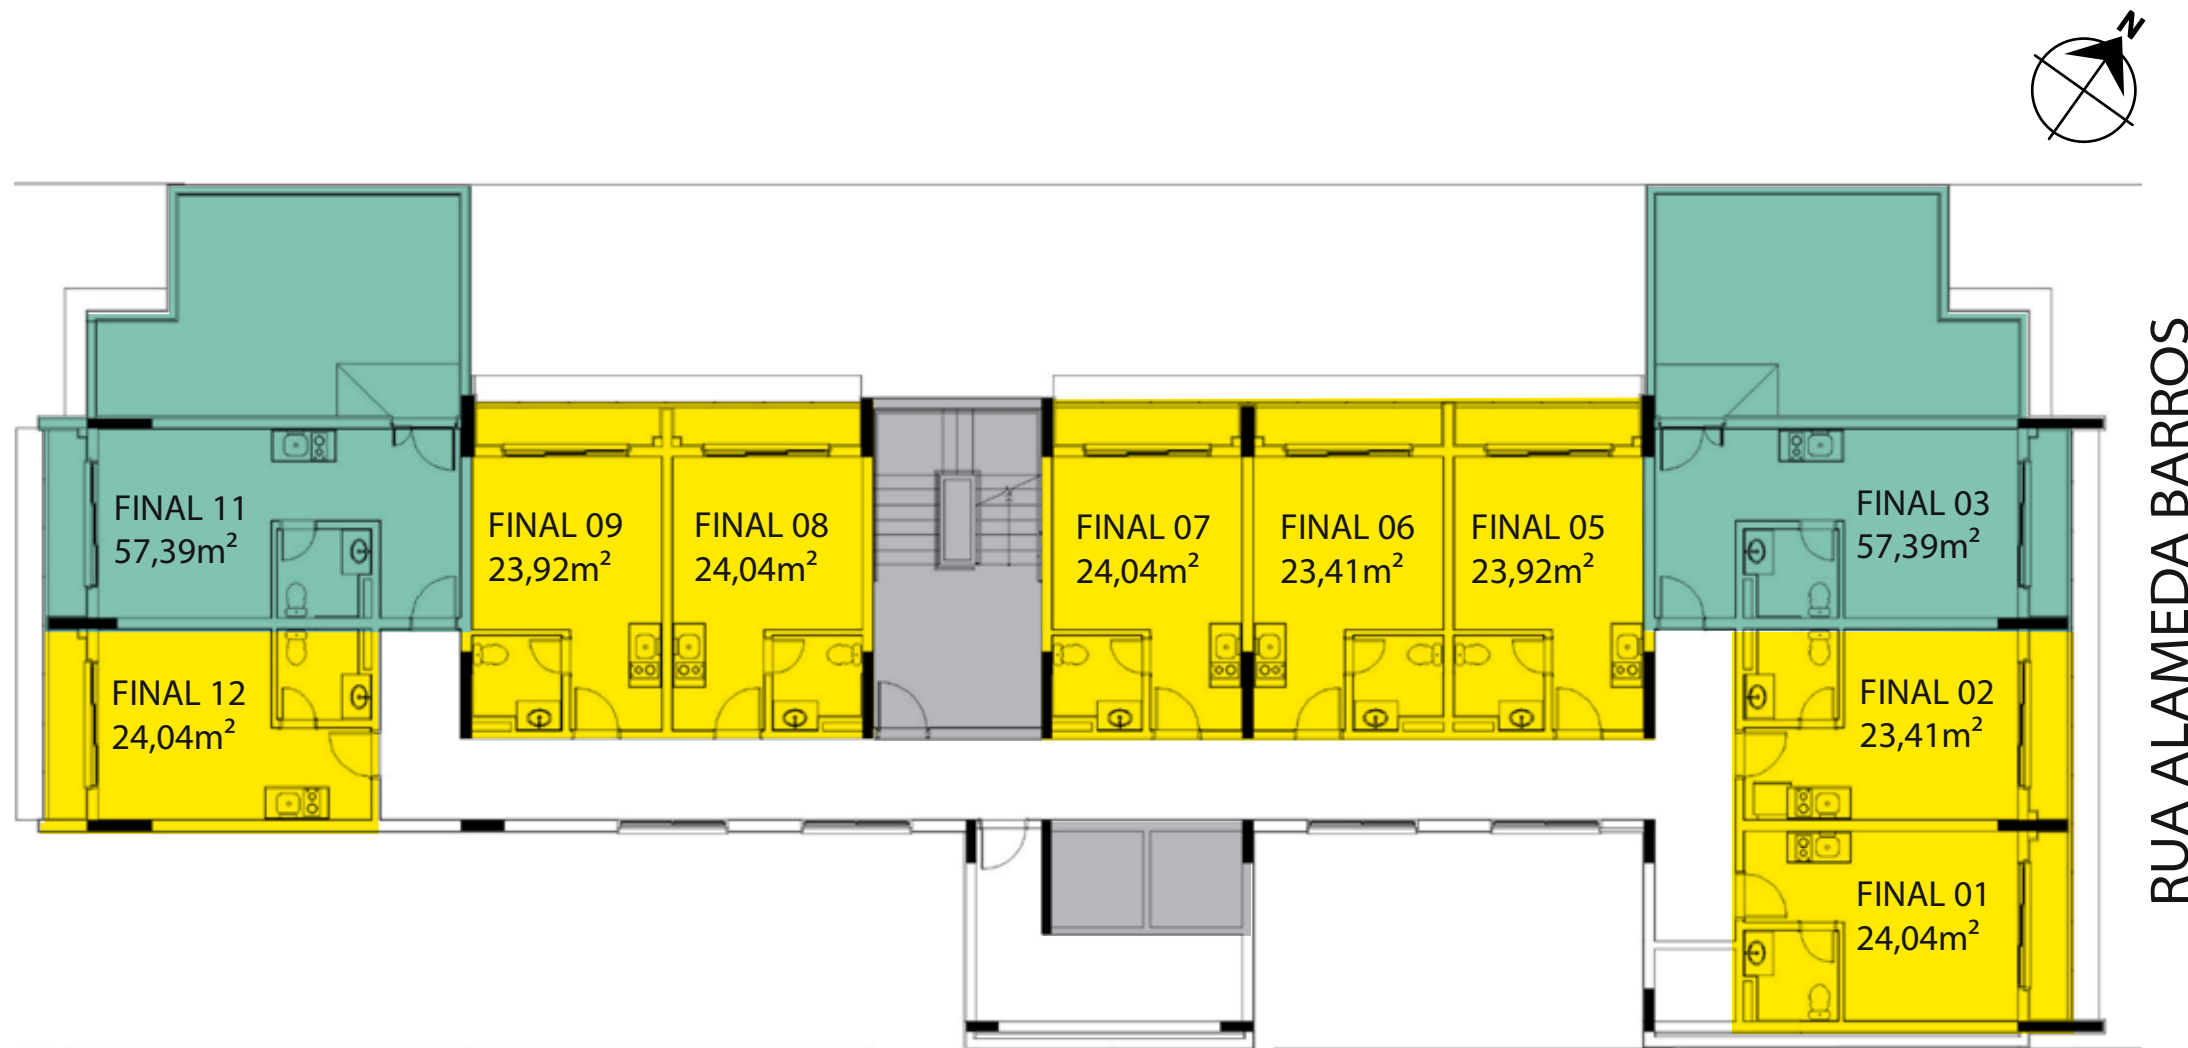 N
FINAL 11
57,39m²
FINAL 09
23,92m²
FINAL 08
24,04m²
FINAL 07
24,04m²
FINAL 06
23,41m²
FINAL 05
23,92m²
FINAL 03
57,39m²
FINAL 12
24,04m²
FINAL 02
23,41m²
FINAL 01
24,04m²
RUA ALAMEDA BARROS